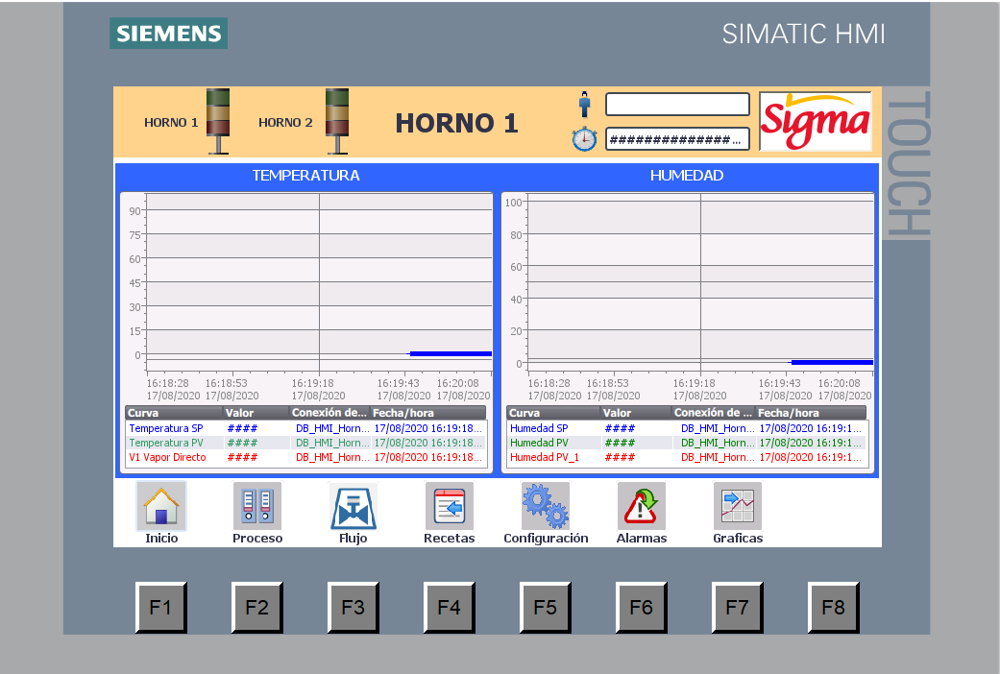 SIEMENS
SIMATIC HMI
TOUCH
HORNO 1
HORNO 2
HORNO 1
##############...
Sigma
TEMPERATURA
90
75
60
45
30
15
0
16:18:28 16:18:53 16:19:18 16:19:43 16:20:08
17/08/2020 17/08/2020 17/08/2020 17/08/2020 17/08/2020
Curva Valor Conexión de... Fecha/hora
Temperatura SP #### DB_HMI_Horn... 17/08/2020 16:19:18...
Temperatura PV #### DB_HMI_Horn... 17/08/2020 16:19:18...
V1 Vapor Directo #### DB_HMI_Horn... 17/08/2020 16:19:18...
HUMEDAD
100
80
60
40
20
0
16:18:28 16:18:53 16:19:18 16:19:43 16:20:08
17/08/2020 17/08/2020 17/08/2020 17/08/2020 17/08/2020
Curva Valor Conexión de ... Fecha/hora
Humedad SP #### DB_HMI_Horn... 17/08/2020 16:19:1...
Humedad PV #### DB_HMI_Horn... 17/08/2020 16:19:1...
Humedad PV_1 #### DB_HMI_Horn... 17/08/2020 16:19:1...
Inicio Proceso Flujo Recetas Configuración Alarmas Graficas
F1 F2 F3 F4 F5 F6 F7 F8